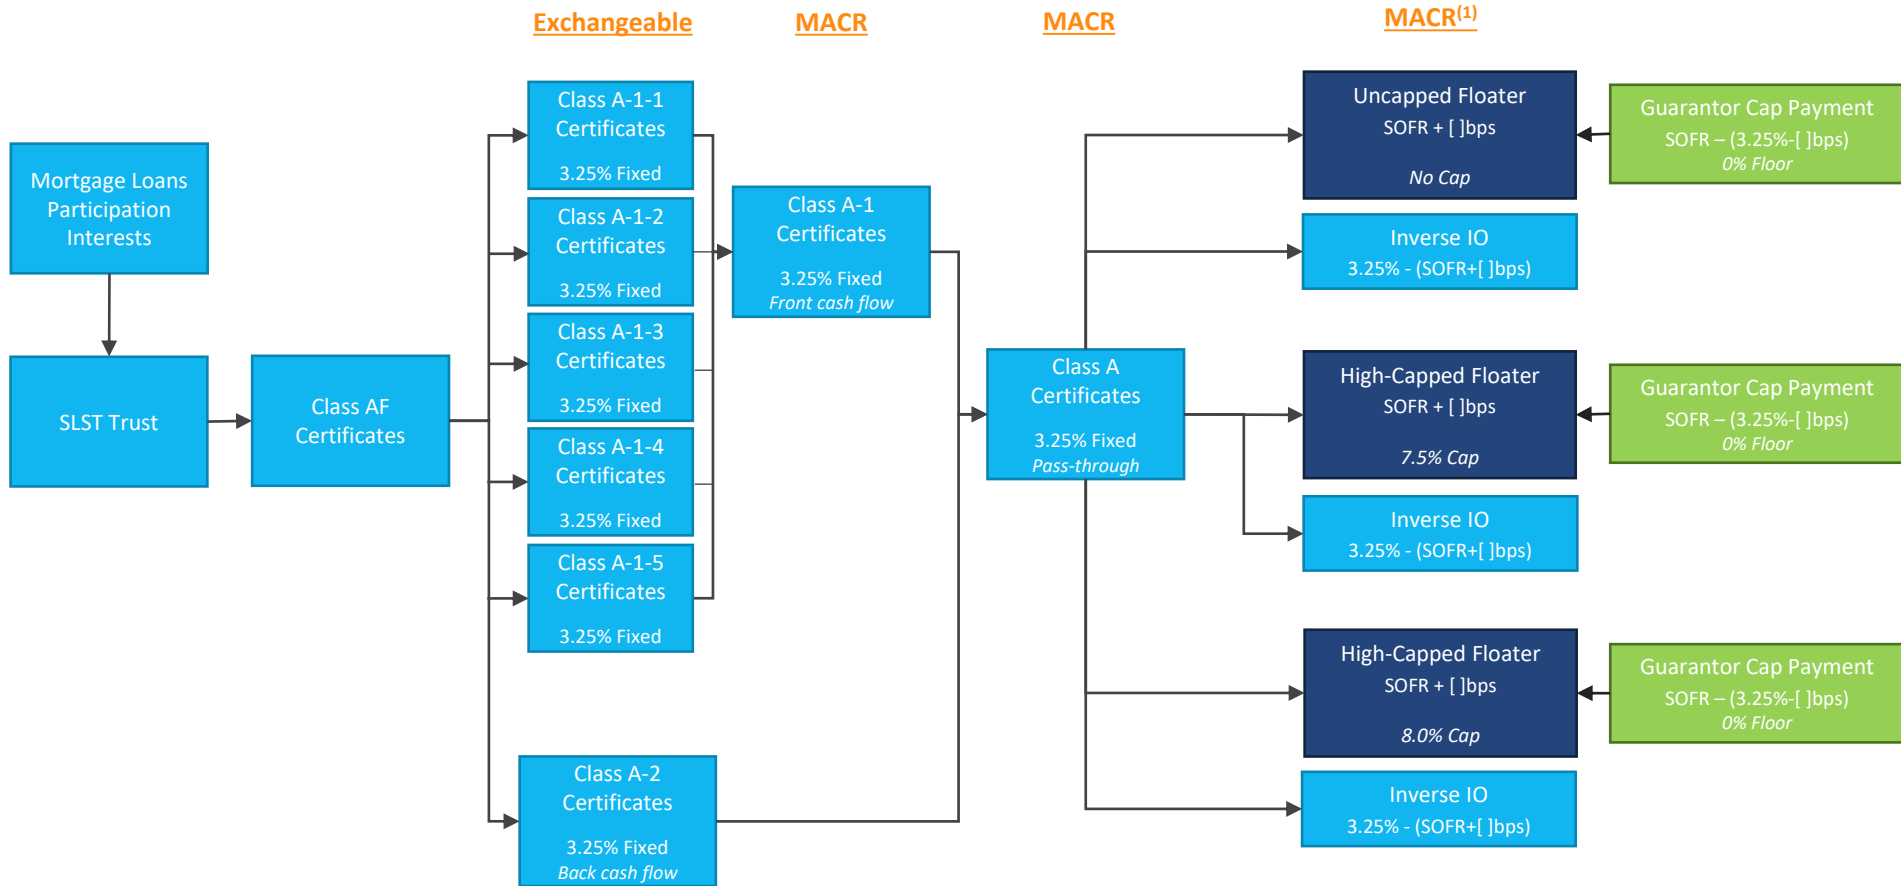 Exchangeable
MACR
MACR
MACR(1)
Mortgage Loans
Participation
Interests
SLST Trust
Class AF
Certificates
Class A-1-1
Certificates
3.25% Fixed
Class A-1-2
Certificates
3.25% Fixed
Class A-1-3
Certificates
3.25% Fixed
Class A-1-4
Certificates
3.25% Fixed
Class A-1-5
Certificates
3.25% Fixed
Class A-2
Certificates
3.25% Fixed
Back cash flow
Class A-1
Certificates
3.25% Fixed
Front cash flow
Class A
Certificates
3.25% Fixed
Pass-through
Uncapped Floater
SOFR + [ ]bps
No Cap
Guarantor Cap Payment
SOFR – (3.25%-[ ]bps)
0% Floor
Inverse IO
3.25% - (SOFR+[ ]bps)
High-Capped Floater
SOFR + [ ]bps
7.5% Cap
Guarantor Cap Payment
SOFR – (3.25%-[ ]bps)
0% Floor
Inverse IO
3.25% - (SOFR+[ ]bps)
High-Capped Floater
SOFR + [ ]bps
8.0% Cap
Guarantor Cap Payment
SOFR – (3.25%-[ ]bps)
0% Floor
Inverse IO
3.25% - (SOFR+[ ]bps)